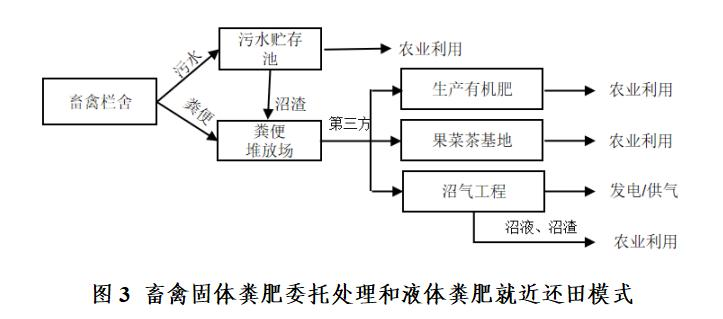 污水贮存
池
农业利用
污水
畜禽栏舍
粪便
沼渣
粪便
堆放场
第三方
生产有机肥
农业利用
果菜茶基地
农业利用
沼气工程
发电/供气
沼液、沼渣
农业利用
图 3 畜禽固体粪肥委托处理和液体粪肥就近还田模式